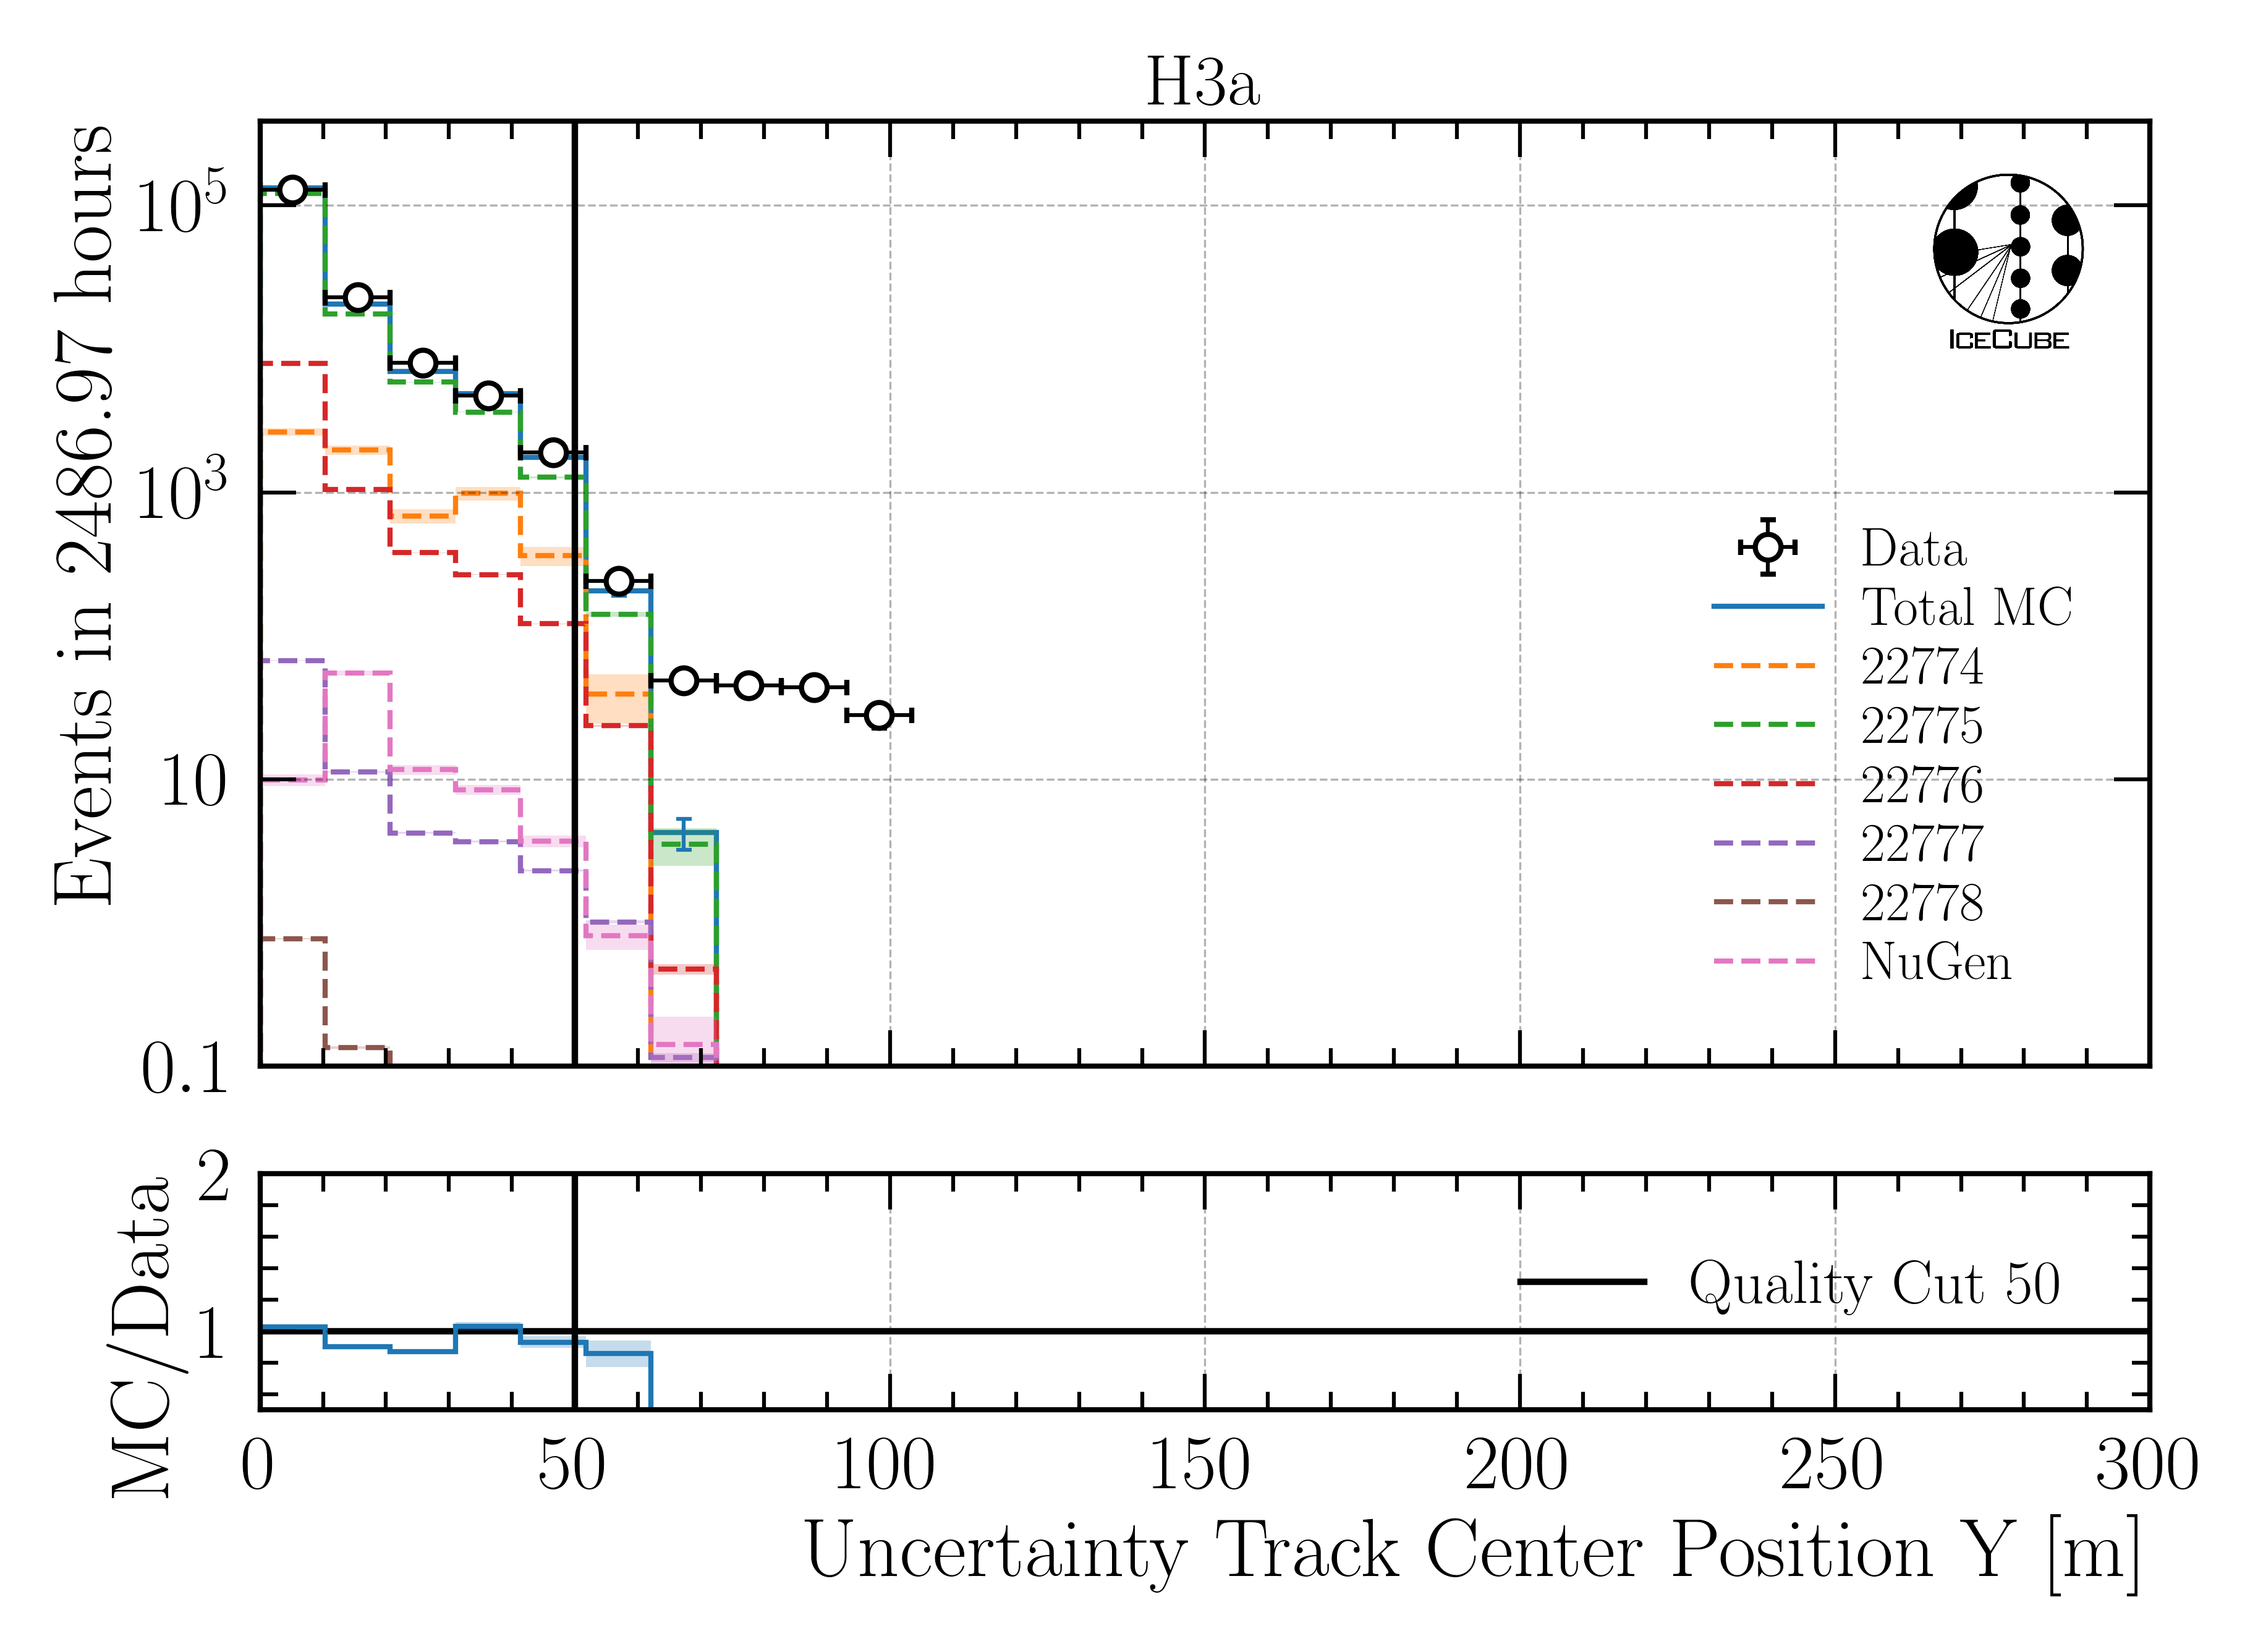 H3a
Events in 2486.97 hours
10^5
10^3
10
0.1
ICECUBE
Data
Total MC
22774
22775
22776
22777
22778
NuGen
MC/Data
2
1
Quality Cut 50
0 50 100 150 200 250 300
Uncertainty Track Center Position Y [m]